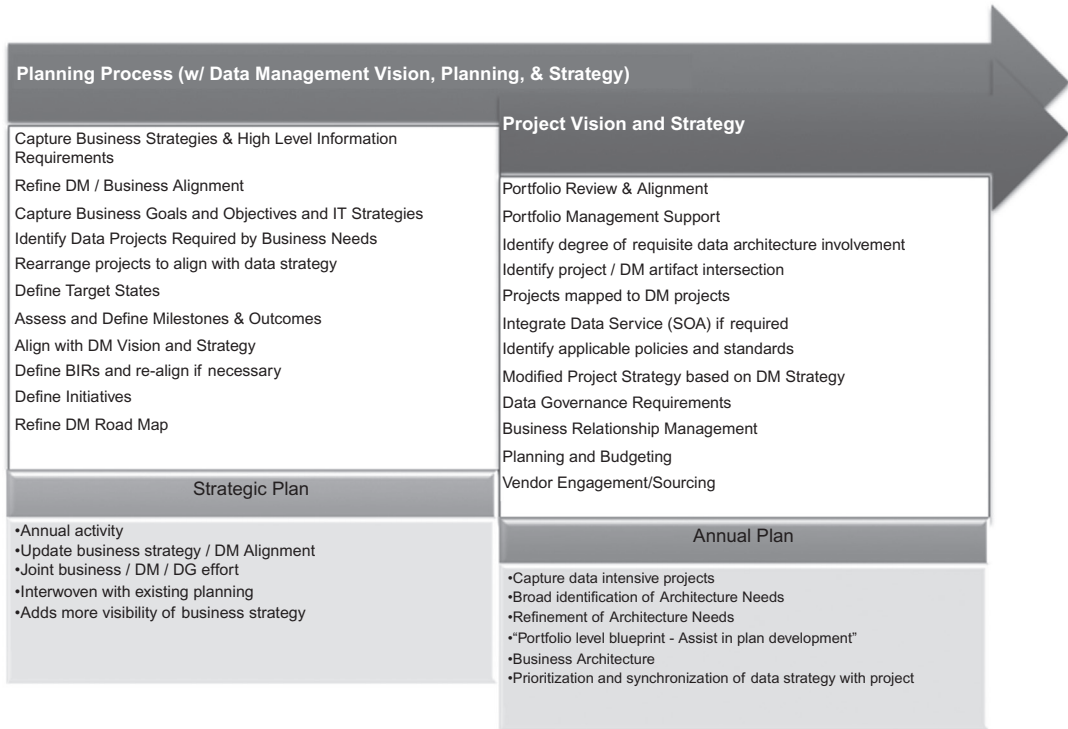 Planning Process (w/ Data Management Vision, Planning, & Strategy)
Capture Business Strategies & High Level Information
Requirements
Refine DM / Business Alignment
Capture Business Goals and Objectives and IT Strategies
Identify Data Projects Required by Business Needs
Rearrange projects to align with data strategy
Define Target States
Assess and Define Milestones & Outcomes
Align with DM Vision and Strategy
Define BIRs and re-align if necessary
Define Initiatives
Refine DM Road Map
Strategic Plan
•Annual activity
•Update business strategy / DM Alignment
•Joint business / DM / DG effort
•Interwoven with existing planning
•Adds more visibility of business strategy
Project Vision and Strategy
Portfolio Review & Alignment
Portfolio Management Support
Identify degree of requisite data architecture involvement
Identify project / DM artifact intersection
Projects mapped to DM projects
Integrate Data Service (SOA) if required
Identify applicable policies and standards
Modified Project Strategy based on DM Strategy
Data Governance Requirements
Business Relationship Management
Planning and Budgeting
Vendor Engagement/Sourcing
Annual Plan
•Capture data intensive projects
•Broad identification of Architecture Needs
•Refinement of Architecture Needs
•“Portfolio level blueprint - Assist in plan development”
•Business Architecture
•Prioritization and synchronization of data strategy with project